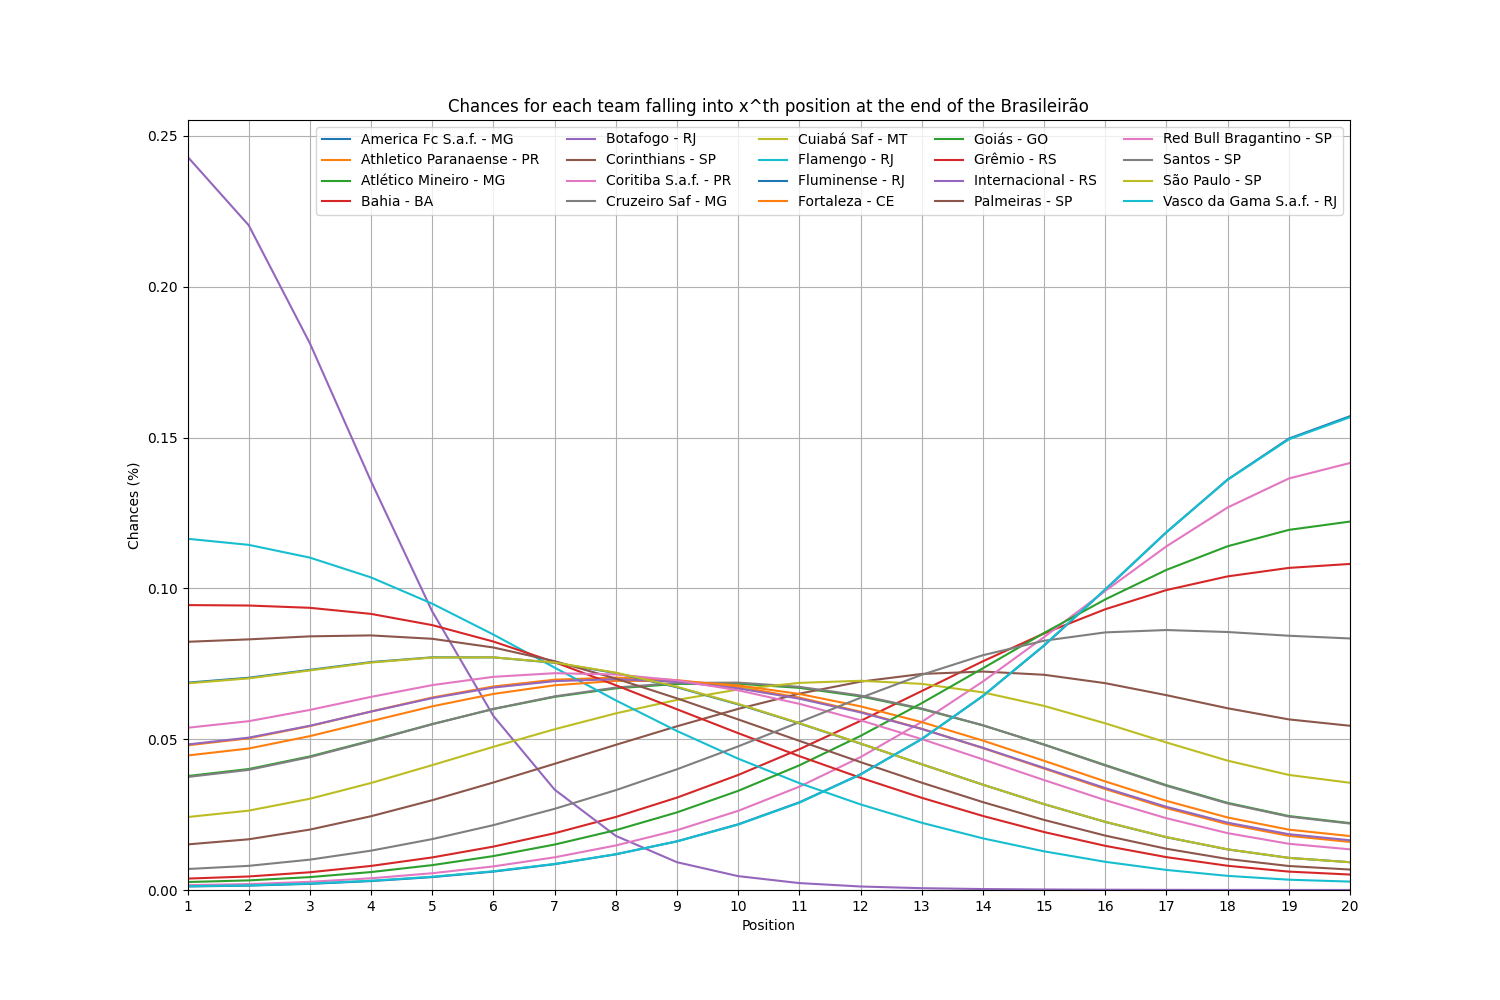 Chances for each team falling into x^th position at the end of the Brasileirão
America Fc S.a.f. - MG
Athletico Paranaense - PR
Atlético Mineiro - MG
Bahia - BA
Botafogo - RJ
Corinthians - SP
Coritiba S.a.f. - PR
Cruzeiro Saf - MG
Cuiabá Saf - MT
Flamengo - RJ
Fluminense - RJ
Fortaleza - CE
Goiás - GO
Grêmio - RS
Internacional - RS
Palmeiras - SP
Red Bull Bragantino - SP
Santos - SP
São Paulo - SP
Vasco da Gama S.a.f. - RJ
0.25
0.20
0.15
0.10
0.05
0.00
Chances (%)
1 2 3 4 5 6 7 8 9 10 11 12 13 14 15 16 17 18 19 20
Position